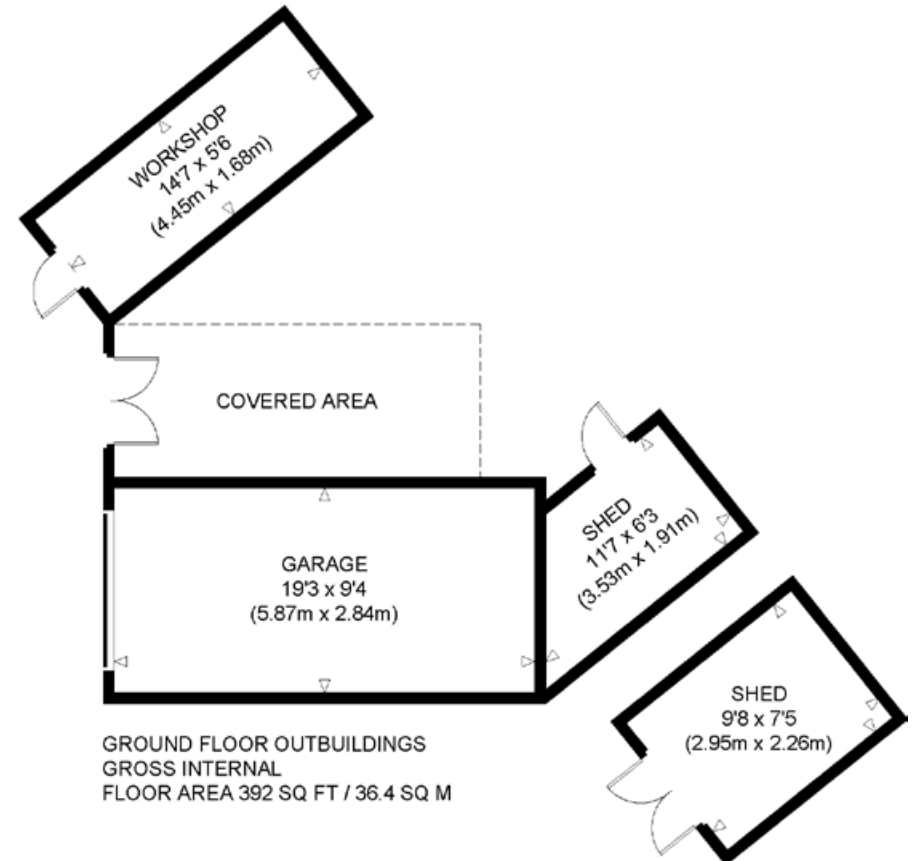 WORKSHOP
14'7 x 5'6
(4.45m x 1.68m)
COVERED AREA
GARAGE
19'3 x 9'4
(5.87m x 2.84m)
SHED
11'7 x 6'3
(3.53m x 1.91m)
SHED
9'8 x 7'5
(2.95m x 2.26m)
GROUND FLOOR OUTBUILDINGS
GROSS INTERNAL
FLOOR AREA 392 SQ FT / 36.4 SQ M